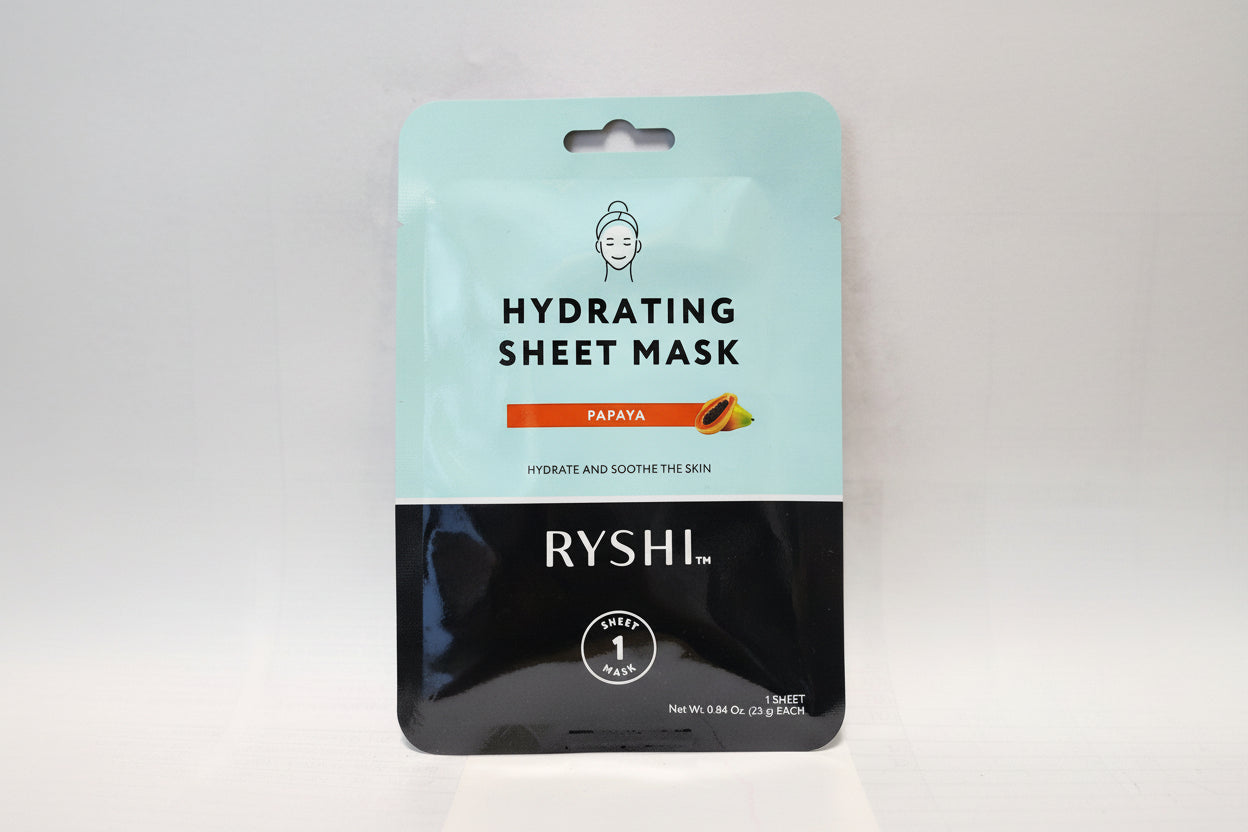 HYDRATING
SHEET MASK
PAPAYA
HYDRATE AND SOOTHE THE SKIN
RYSHI™
SHEET
1
MASK
1 SHEET
Net Wt. 0.84 Oz. (23 g EACH